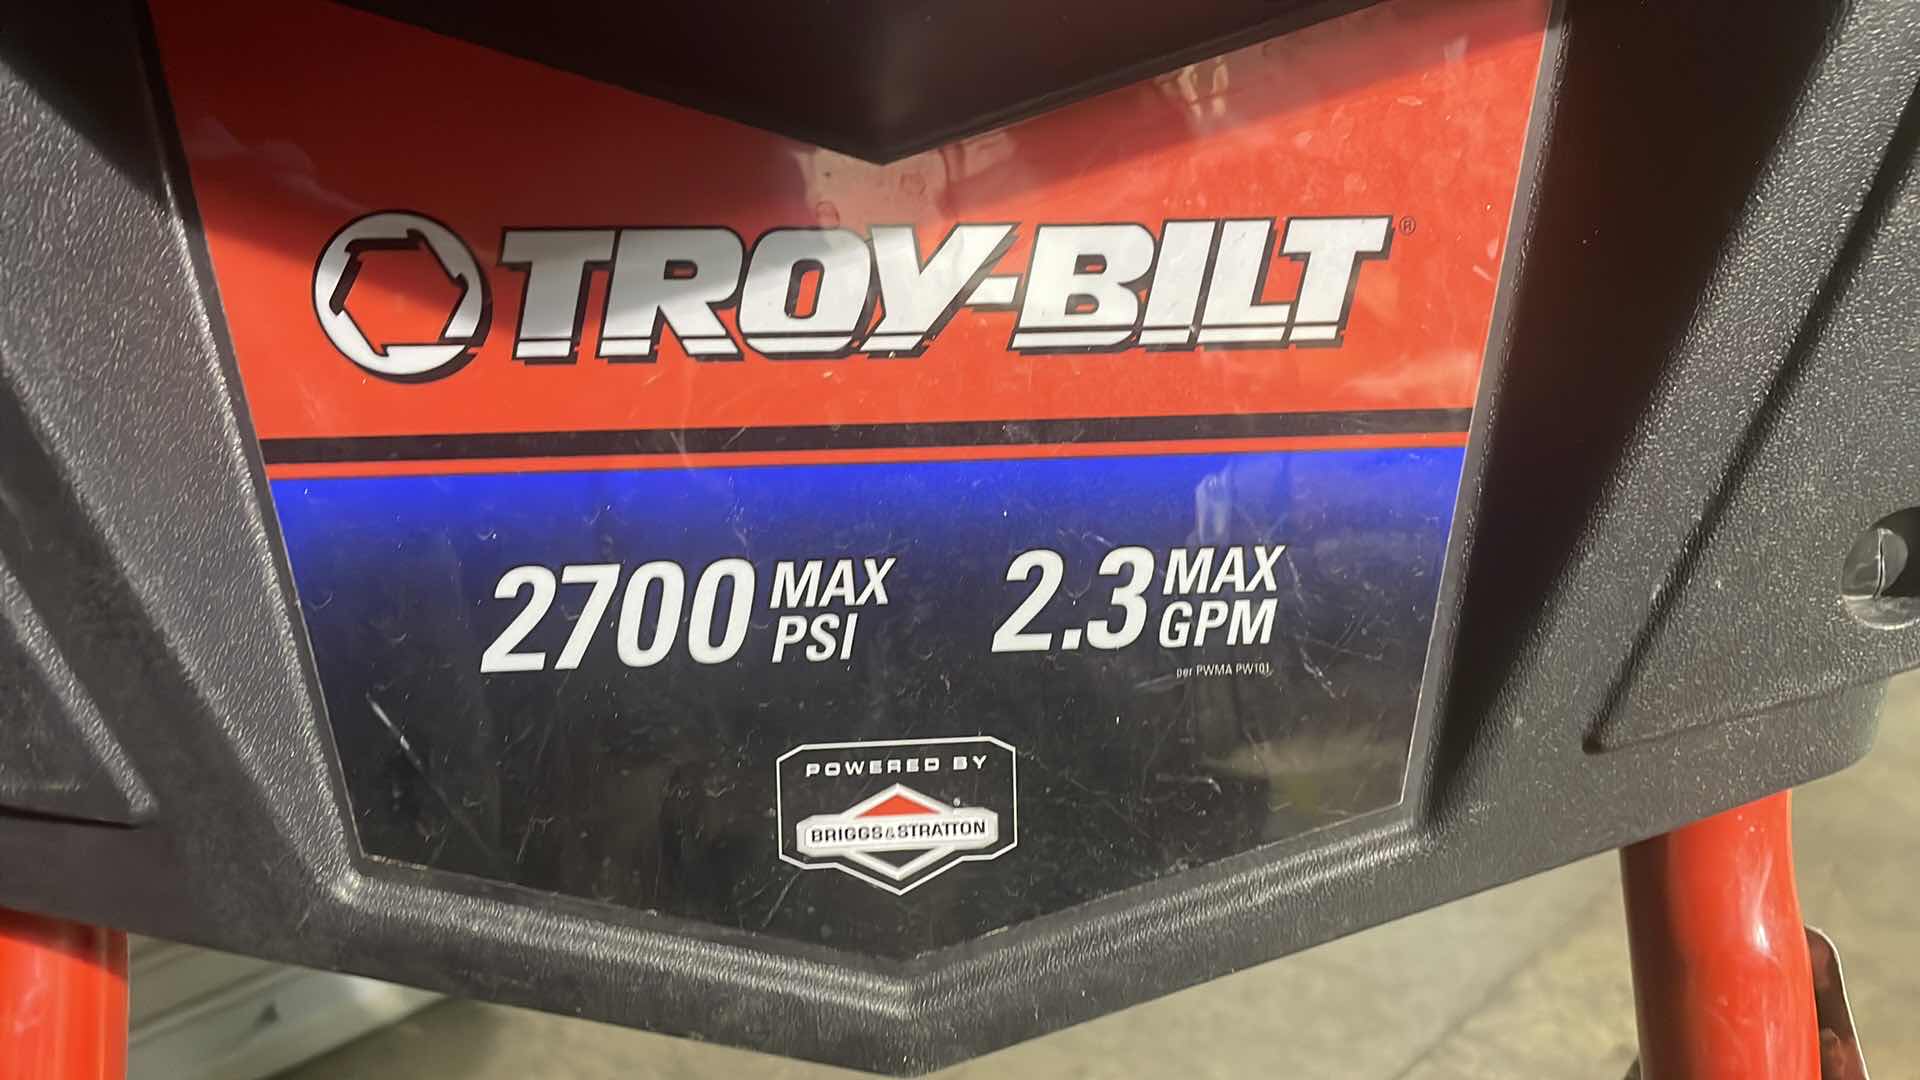 TROY-BILT®
2700 MAX PSI
2.3 MAX GPM
per PWMA PW101
POWERED BY
BRIGGS&STRATTON